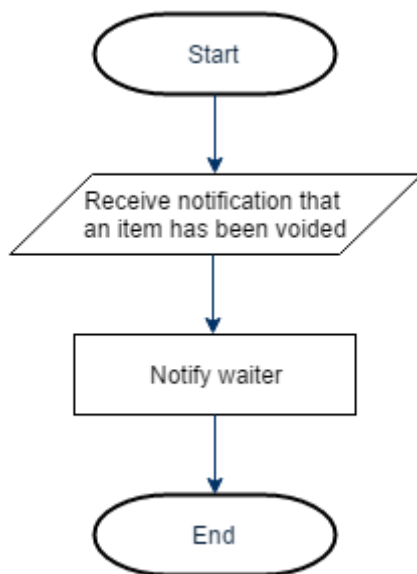 Start
Receive notification that
an item has been voided
Notify waiter
End